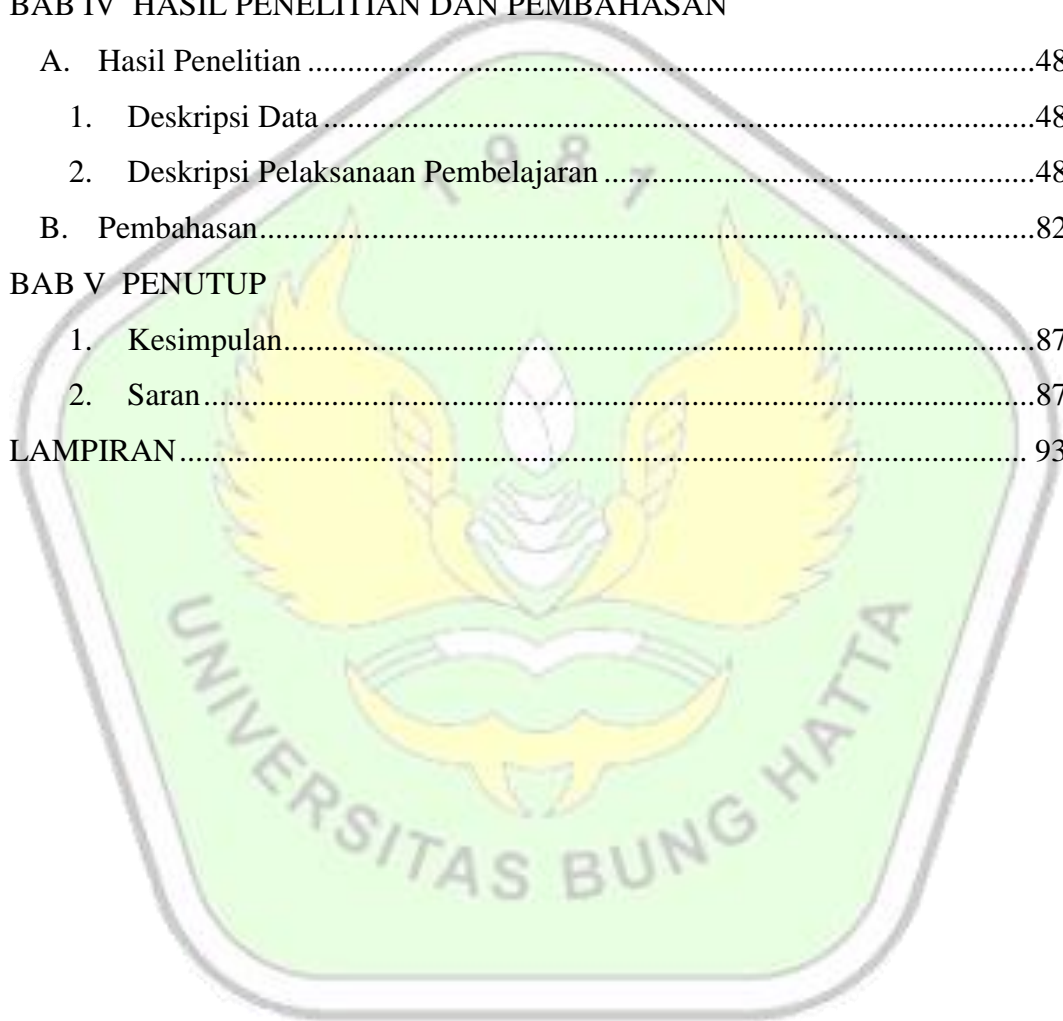 BAB IV HASIL PENELITIAN DAN PEMBAHASAN
A. Hasil Penelitian ..........................................................................................48
1. Deskripsi Data ........................................................................................48
2. Deskripsi Pelaksanaan Pembelajaran .....................................................48
B. Pembahasan................................................................................................82
BAB V PENUTUP
1. Kesimpulan.............................................................................................87
2. Saran .......................................................................................................87
LAMPIRAN ........................................................................................................ 93
1981
UNIVERSITAS BUNG HATTA